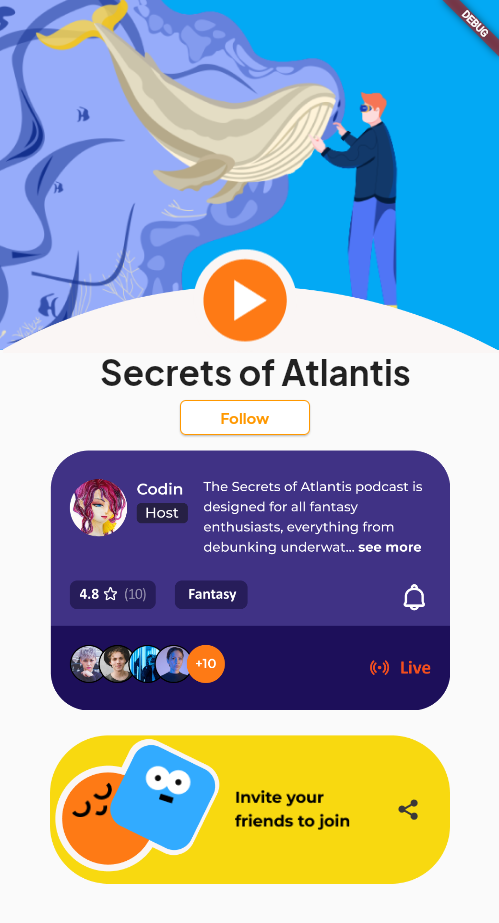 DEBUG
Secrets of Atlantis
Follow
Codin
Host
The Secrets of Atlantis podcast is
designed for all fantasy
enthusiasts, everything from
debunking underwat... see more
4.8 (10)
Fantasy
+10
Live
Invite your
friends to join